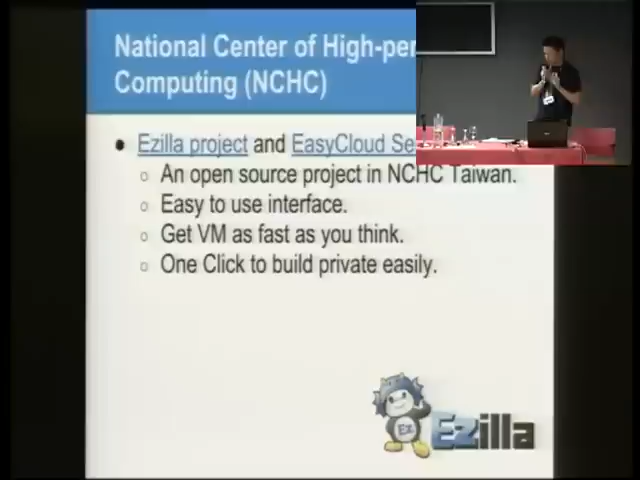 National Center of High-per
Computing (NCHC)
Ezilla project and EasyCloud Se
An open source project in NCHC Taiwan.
Easy to use interface.
Get VM as fast as you think.
One Click to build private easily.
Ez
Ezilla